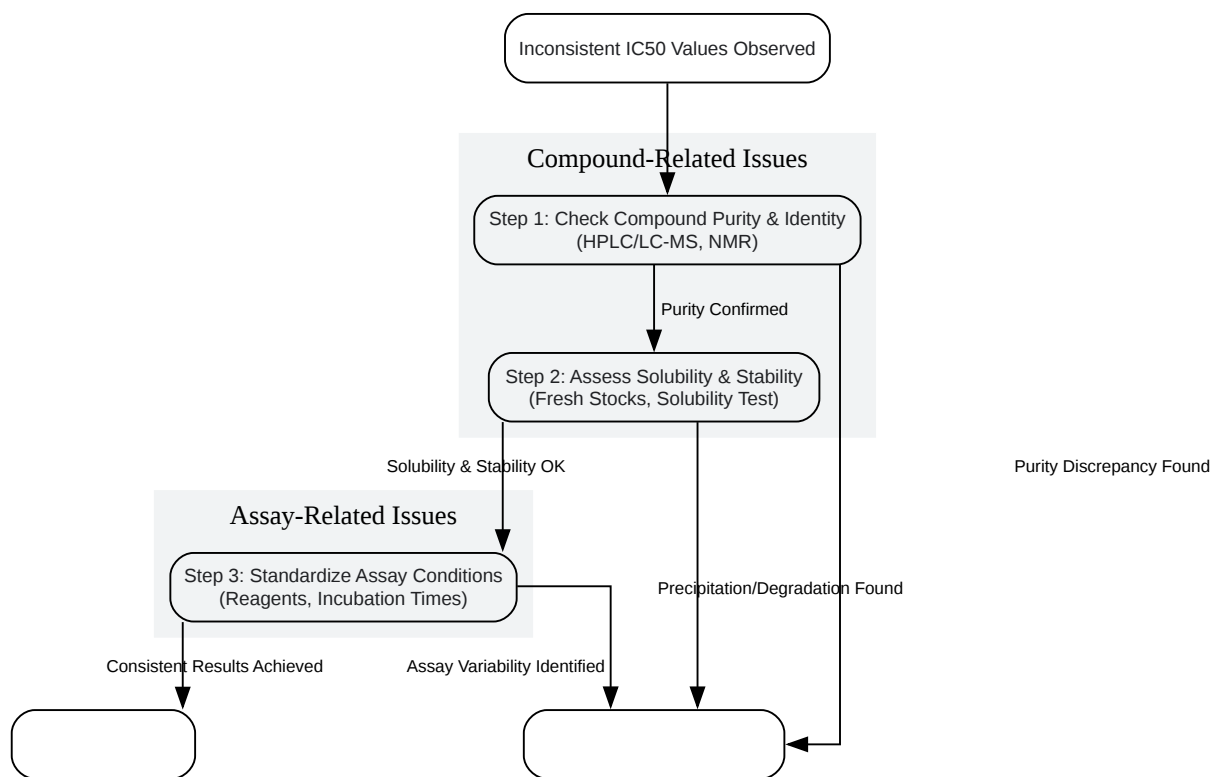 Inconsistent IC50 Values Observed
Compound-Related Issues
Step 1: Check Compound Purity & Identity
(HPLC/LC-MS, NMR)
Purity Confirmed
Step 2: Assess Solubility & Stability
(Fresh Stocks, Solubility Test)
Solubility & Stability OK
Purity Discrepancy Found
Assay-Related Issues
Step 3: Standardize Assay Conditions
(Reagents, Incubation Times)
Precipitation/Degradation Found
Consistent Results Achieved
Assay Variability Identified